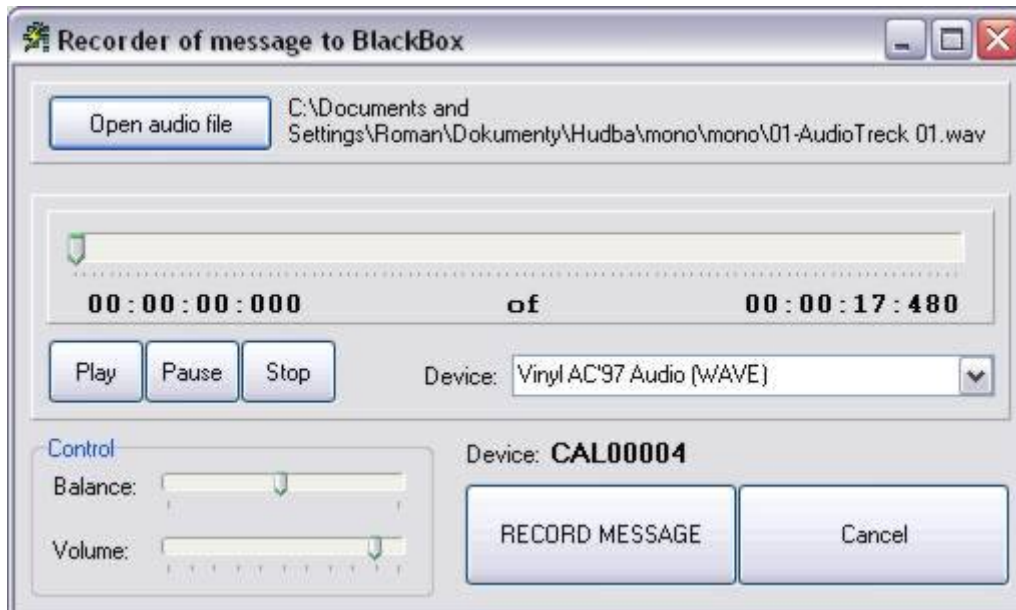 Recorder of message to BlackBox
Open audio file
C:\Documents and
Settings\Roman\Dokumenty\Hudba\mono\mono\01-AudioTreck 01.wav
00:00:00:000 of 00:00:17:480
Play Pause Stop Device: Vinyl AC'97 Audio (WAVE)
Control
Device: CAL00004
Balance:
Volume:
RECORD MESSAGE Cancel